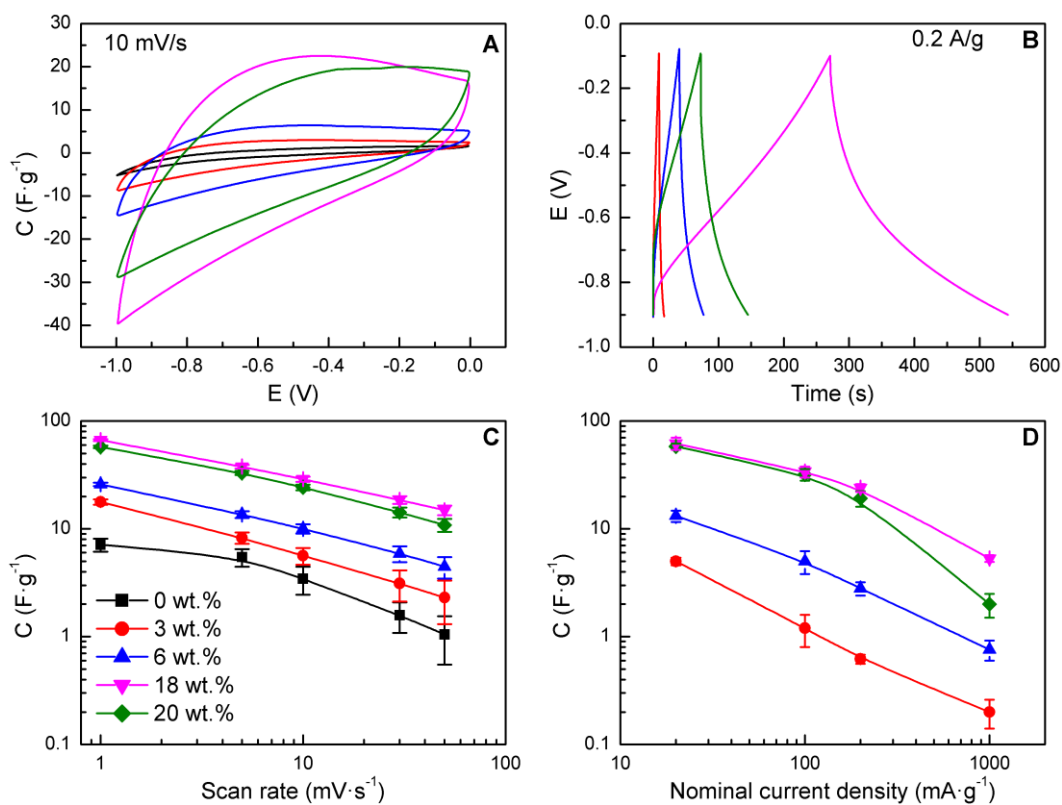 10 mV/s
A
30
20
10
0
-10
-20
-30
-40
C (F·g⁻¹)
-1.0 -0.8 -0.6 -0.4 -0.2 0.0
E (V)
0.2 A/g
B
0.0
-0.2
-0.4
-0.6
-0.8
-1.0
E (V)
0 100 200 300 400 500 600
Time (s)
C
100
10
1
0.1
C (F·g⁻¹)
0 wt.%
3 wt.%
6 wt.%
18 wt.%
20 wt.%
1 10 100
Scan rate (mV·s⁻¹)
D
100
10
1
0.1
C (F·g⁻¹)
10 100 1000
Nominal current density (mA·g⁻¹)